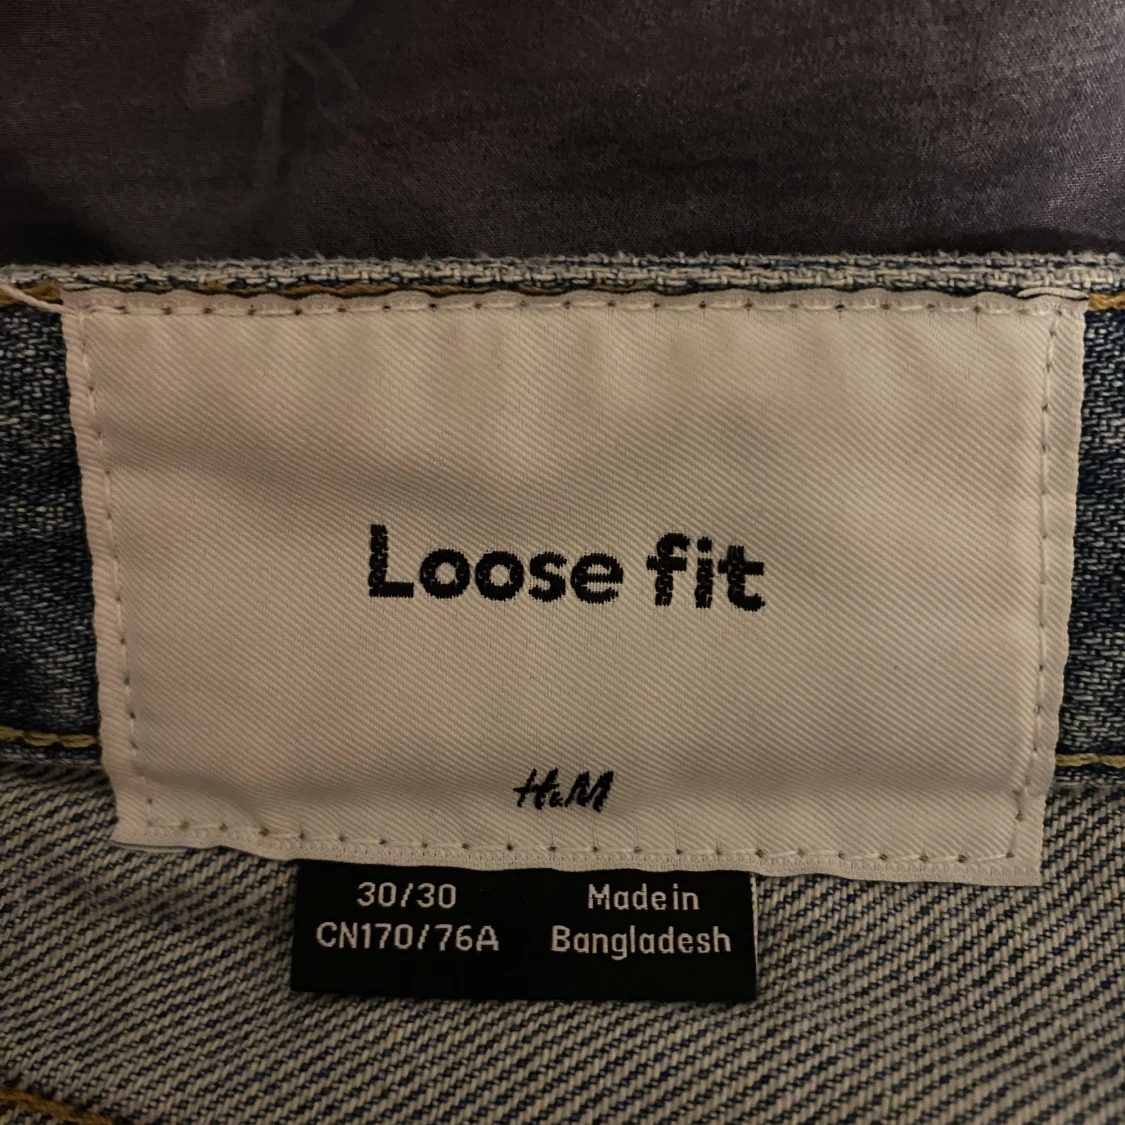 Loose fit
H&M
30/30
CN170/76A
Made in
Bangladesh